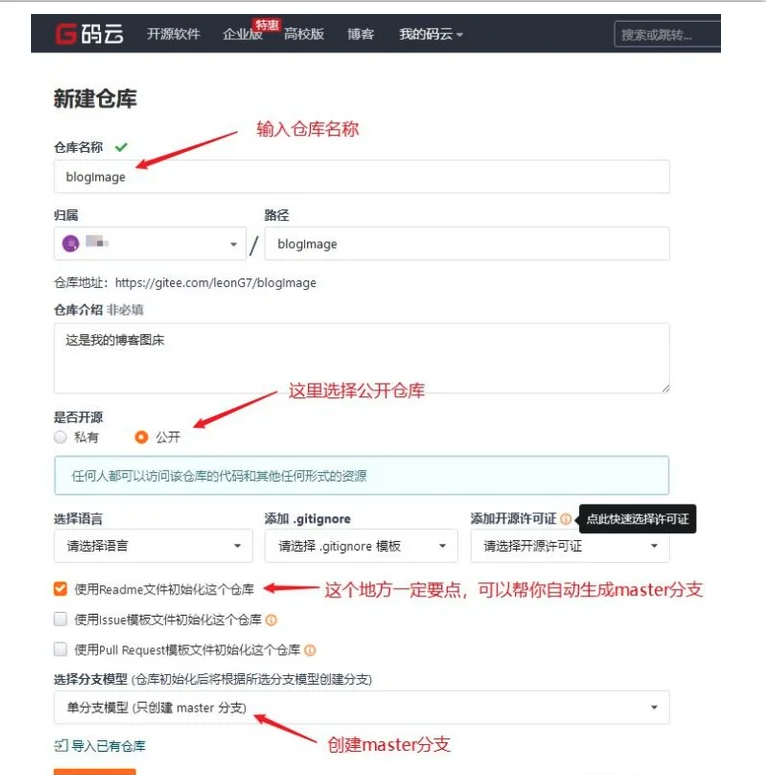 码云 开源软件 企业版 特惠 高校版 博客 我的码云 搜索或跳转...
新建仓库
输入仓库名称
仓库名称
blogImage
归属 路径
/ blogImage
仓库地址：https://gitee.com/leonG7/blogImage
仓库介绍 非必填
这是我的博客图床
这里选择公开仓库
是否开源
私有 公开
任何人都可以访问该仓库的代码和其他任何形式的资源
选择语言 添加 .gitignore 添加开源许可证 点此快速选择许可证
请选择语言 请选择 .gitignore 模板 请选择开源许可证
使用Readme文件初始化这个仓库 这个地方一定要点，可以帮你自动生成master分支
使用Issue模板文件初始化这个仓库
使用Pull Request模板文件初始化这个仓库
选择分支模型 (仓库初始化后将根据所选分支模型创建分支)
单分支模型 (只创建 master 分支)
导入已有仓库 创建master分支